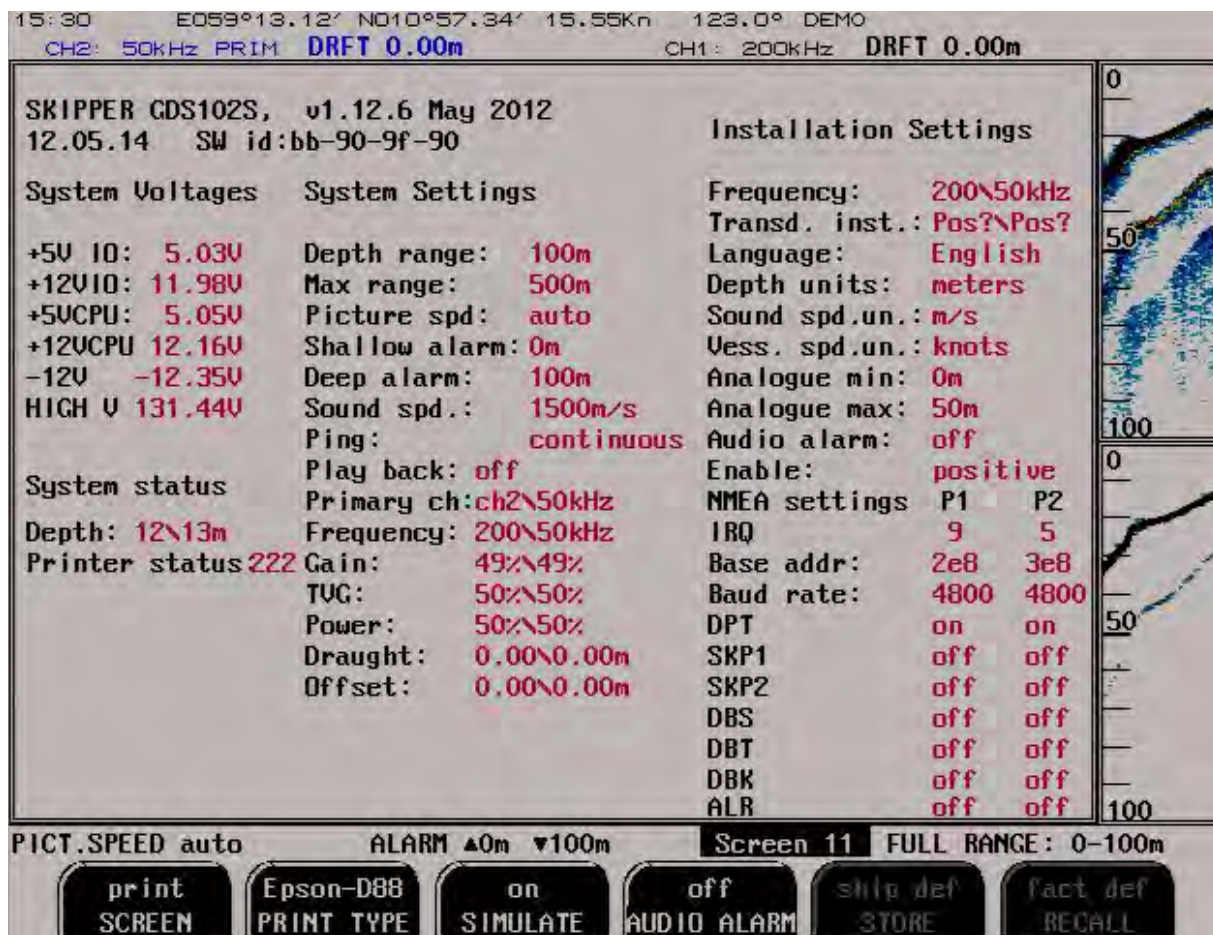 15:30 E059°13.12′ N010°57.34′ 15.55Kn 123.0° DEMO
CH2: 50kHz PRIM DRFT 0.00m CH1: 200kHz DRFT 0.00m
SKIPPER GDS102S, v1.12.6 May 2012
12.05.14 SW id:bb-90-9f-90
System Voltages
+5V IO: 5.03V
+12VIO: 11.98V
+5VCPU: 5.05V
+12VCPU 12.16V
-12V -12.35V
HIGH V 131.44V
System status
Depth: 12\13m
Printer status 222
System Settings
Depth range: 100m
Max range: 500m
Picture spd: auto
Shallow alarm: 0m
Deep alarm: 100m
Sound spd.: 1500m/s
Ping: continuous
Play back: off
Primary ch:ch2\50kHz
Frequency: 200\50kHz
Gain: 49%\49%
TVG: 50%\50%
Power: 50%\50%
Draught: 0.00\0.00m
Offset: 0.00\0.00m
Installation Settings
Frequency: 200\50kHz
Transd. inst.: Pos?\Pos?
Language: English
Depth units: meters
Sound spd.un.: m/s
Vess. spd.un.: knots
Analogue min: 0m
Analogue max: 50m
Audio alarm: off
Enable: positive
NMEA settings P1 P2
IRQ 9 5
Base addr: 2e8 3e8
Baud rate: 4800 4800
DPT on on
SKP1 off off
SKP2 off off
DBS off off
DBT off off
DBK off off
ALR off off
0
50
100
0
50
100
PICT.SPEED auto ALARM ▲0m ▼100m Screen 11 FULL RANGE: 0-100m
print SCREEN
Epson-D88 PRINT TYPE
on SIMULATE
off AUDIO ALARM
ship def STORE
fact def RECALL